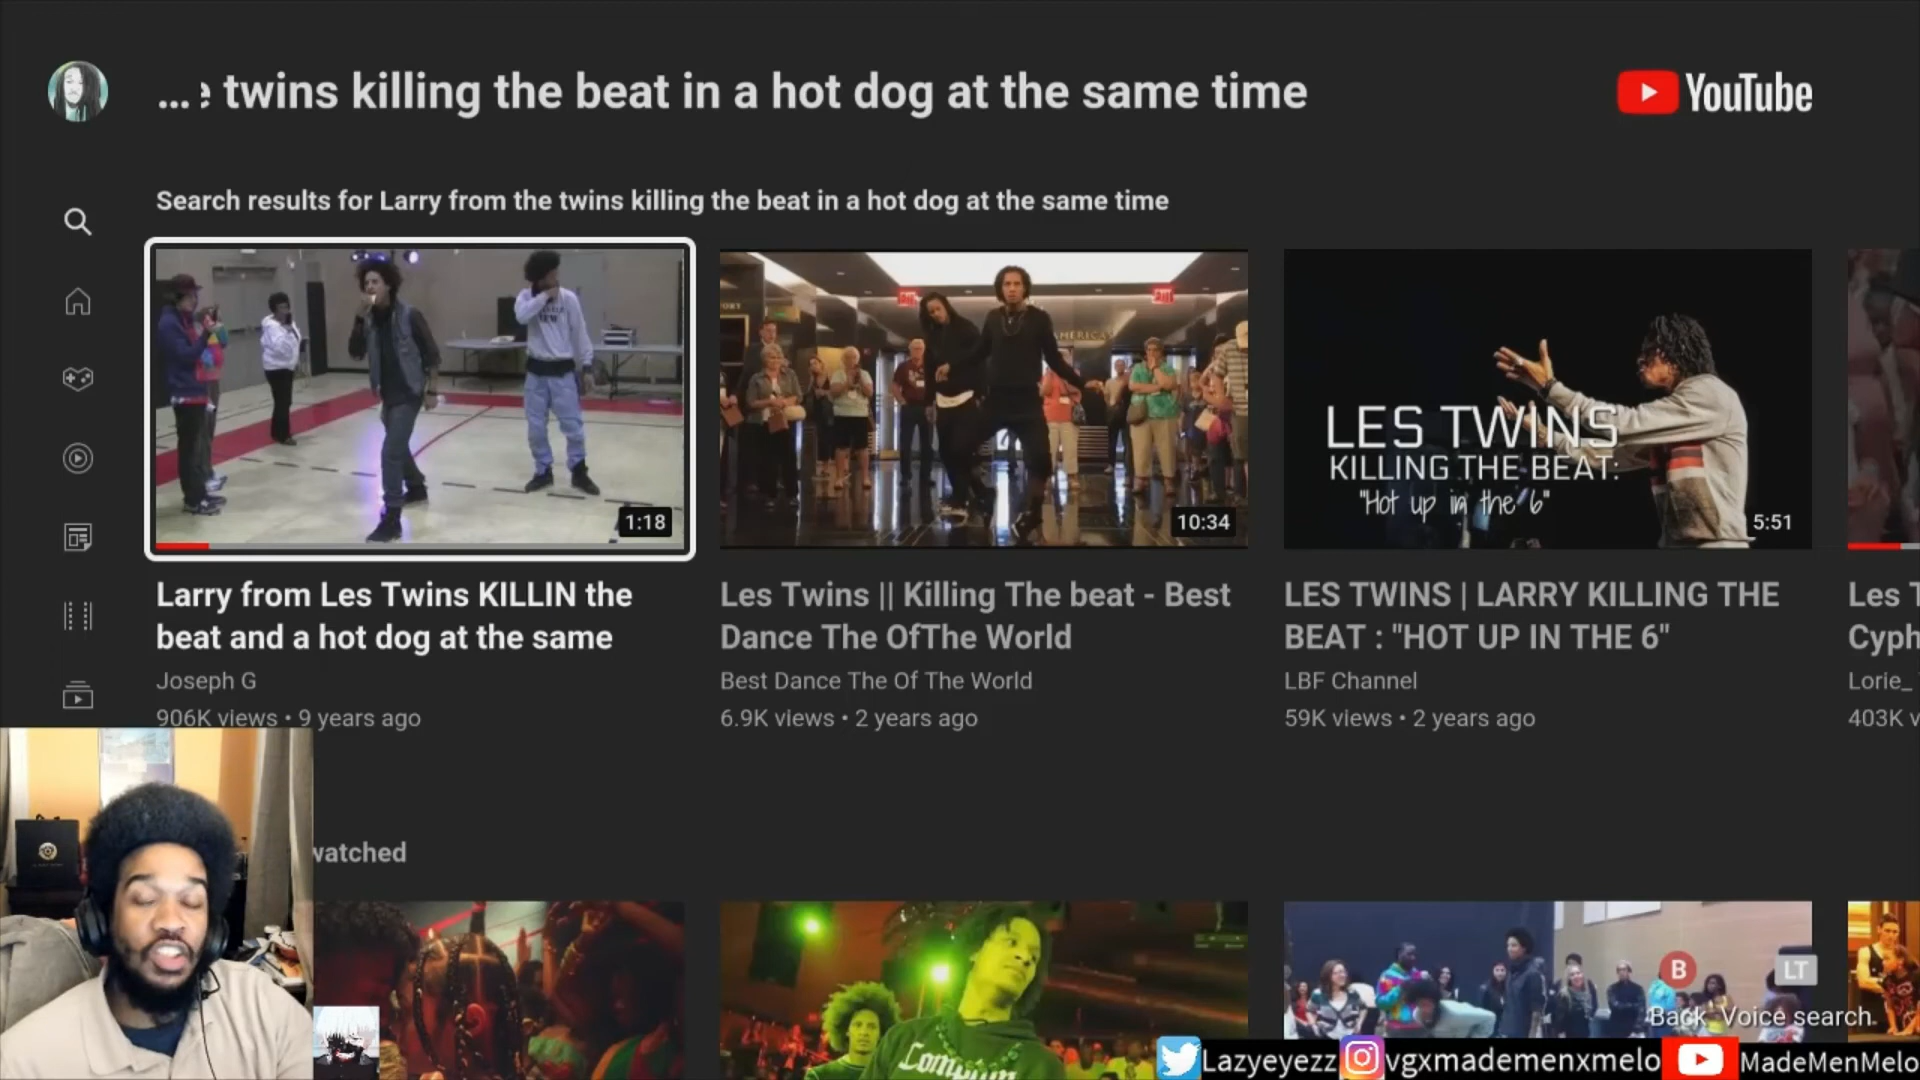 ...e twins killing the beat in a hot dog at the same time
YouTube
Search results for Larry from the twins killing the beat in a hot dog at the same time
1:18
10:34
LES TWINS
KILLING THE BEAT:
"Hot up in the 6"
5:51
Larry from Les Twins KILLIN the
beat and a hot dog at the same
Joseph G
906K views • 9 years ago
Les Twins || Killing The beat - Best
Dance The OfThe World
Best Dance The Of The World
6.9K views • 2 years ago
LES TWINS | LARRY KILLING THE
BEAT : "HOT UP IN THE 6"
LBF Channel
59K views • 2 years ago
Les T
Cyph
Lorie_
403K v
watched
B
LT
Back
Voice search
Lazyeyezz
vgxmademenxmelo
MadeMenMelo